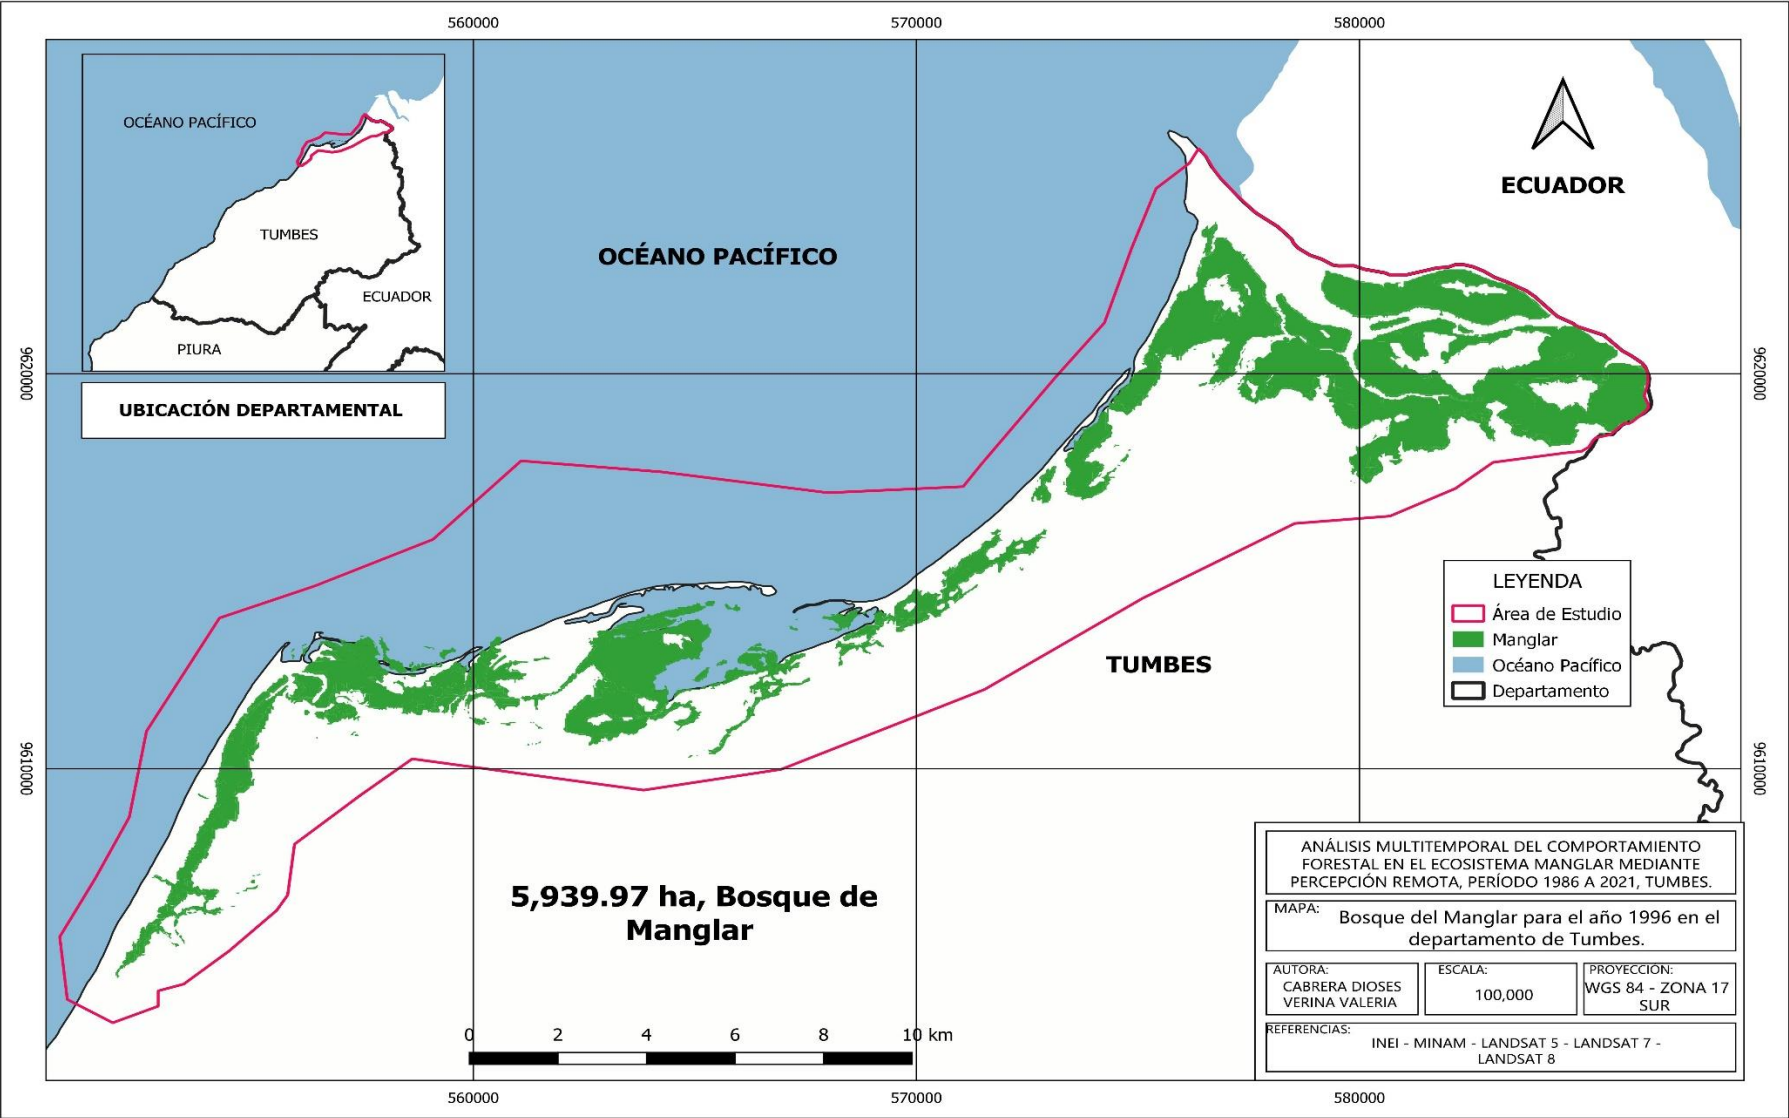 560000
570000
580000
OCÉANO PACÍFICO
TUMBES
ECUADOR
PIURA
UBICACIÓN DEPARTAMENTAL
OCÉANO PACÍFICO
ECUADOR
9620000
9620000
LEYENDA
Área de Estudio
Manglar
Océano Pacífico
Departamento
TUMBES
9610000
9610000
5,939.97 ha, Bosque de
Manglar
0 2 4 6 8 10 km
ANÁLISIS MULTITEMPORAL DEL COMPORTAMIENTO
FORESTAL EN EL ECOSISTEMA MANGLAR MEDIANTE
PERCEPCIÓN REMOTA, PERÍODO 1986 A 2021, TUMBES.
MAPA: Bosque del Manglar para el año 1996 en el
departamento de Tumbes.
AUTORA:
CABRERA DIOSES
VERINA VALERIA
ESCALA:
100,000
PROYECCIÓN:
WGS 84 - ZONA 17
SUR
REFERENCIAS:
INEI - MINAM - LANDSAT 5 - LANDSAT 7 -
LANDSAT 8
560000
570000
580000